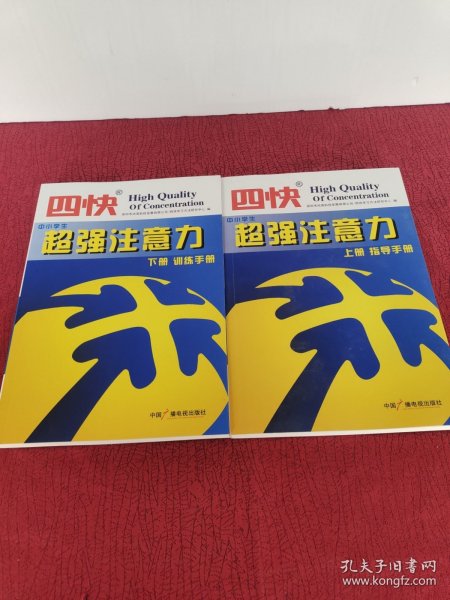 四快®
High Quality
Of Concentration
中小学生
超强注意力
下册 训练手册
中国广播电视出版社
四快®
High Quality
Of Concentration
中小学生
超强注意力
上册 指导手册
中国广播电视出版社
孔夫子旧书网
www.kongfz.com